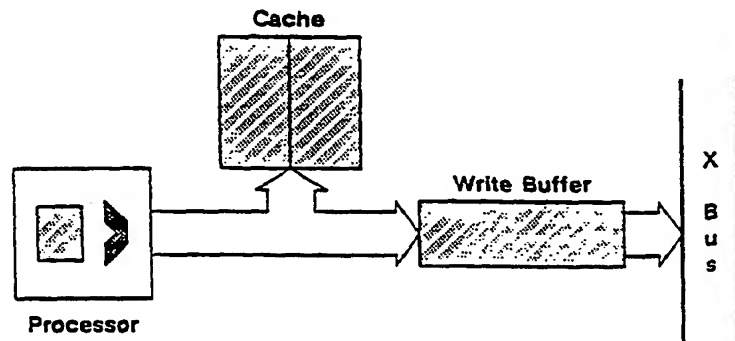 Cache
Write Buffer
X
B
u
s
Processor